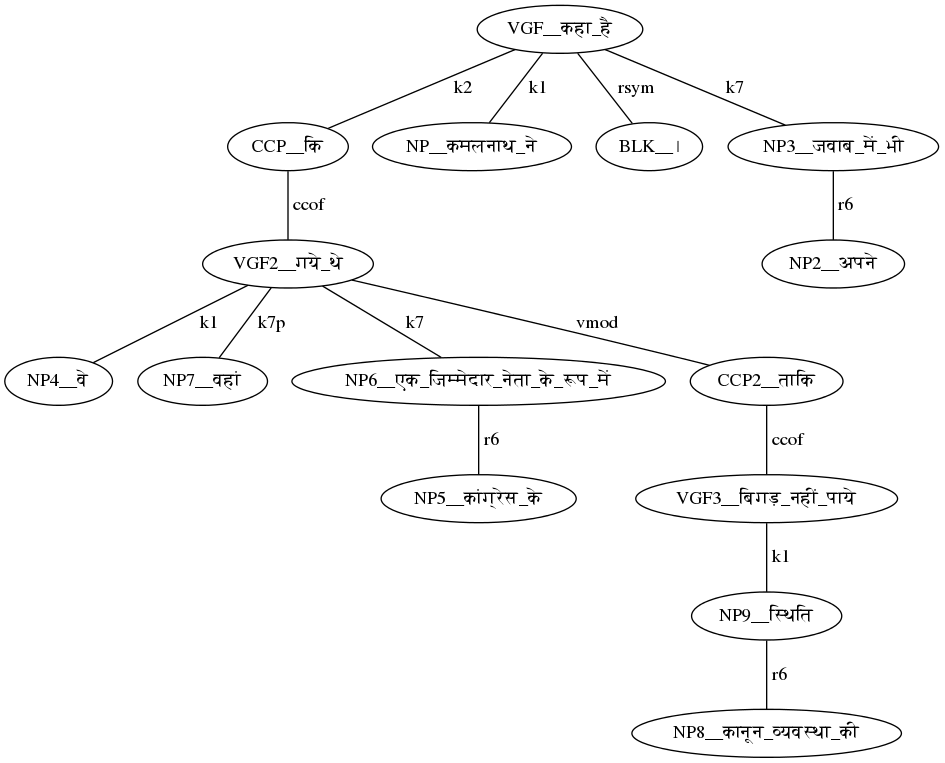 VGF__कहा_है
k2 k1 rsym k7
CCP__कि NP__कमलनाथ_ने BLK__। NP3__जवाब_में_भी
ccof r6
VGF2__गये_थे NP2__अपने
k1 k7p k7 vmod
NP4__वे NP7__वहां NP6__एक_जिम्मेदार_नेता_के_रूप_में CCP2__ताकि
r6 ccof
NP5__कांग्रेस_के VGF3__बिगड़_नहीं_पाये
k1
NP9__स्थिति
r6
NP8__कानून_व्यवस्था_की